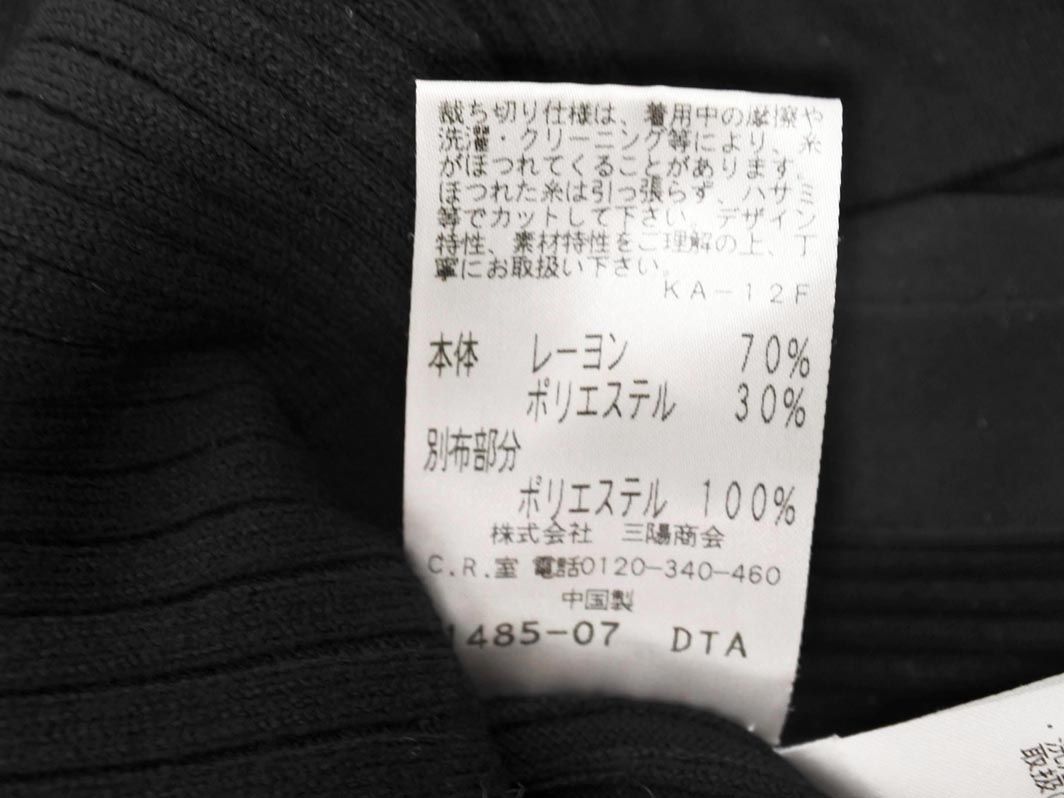 裁ち切り仕様は、着用中の摩擦や
洗濯・クリーニング等により、糸
がほつれてくることがあります。
ほつれた糸は引っ張らず、ハサミ
等でカットして下さい。デザイン
特性、素材特性をご理解の上、丁
寧にお取扱い下さい。
KA-12F
本体 レーヨン 70%
ポリエステル 30%
別布部分
ポリエステル 100%
株式会社 三陽商会
C.R.室 電話0120-340-460
中国製
1485-07 DTA
取扱